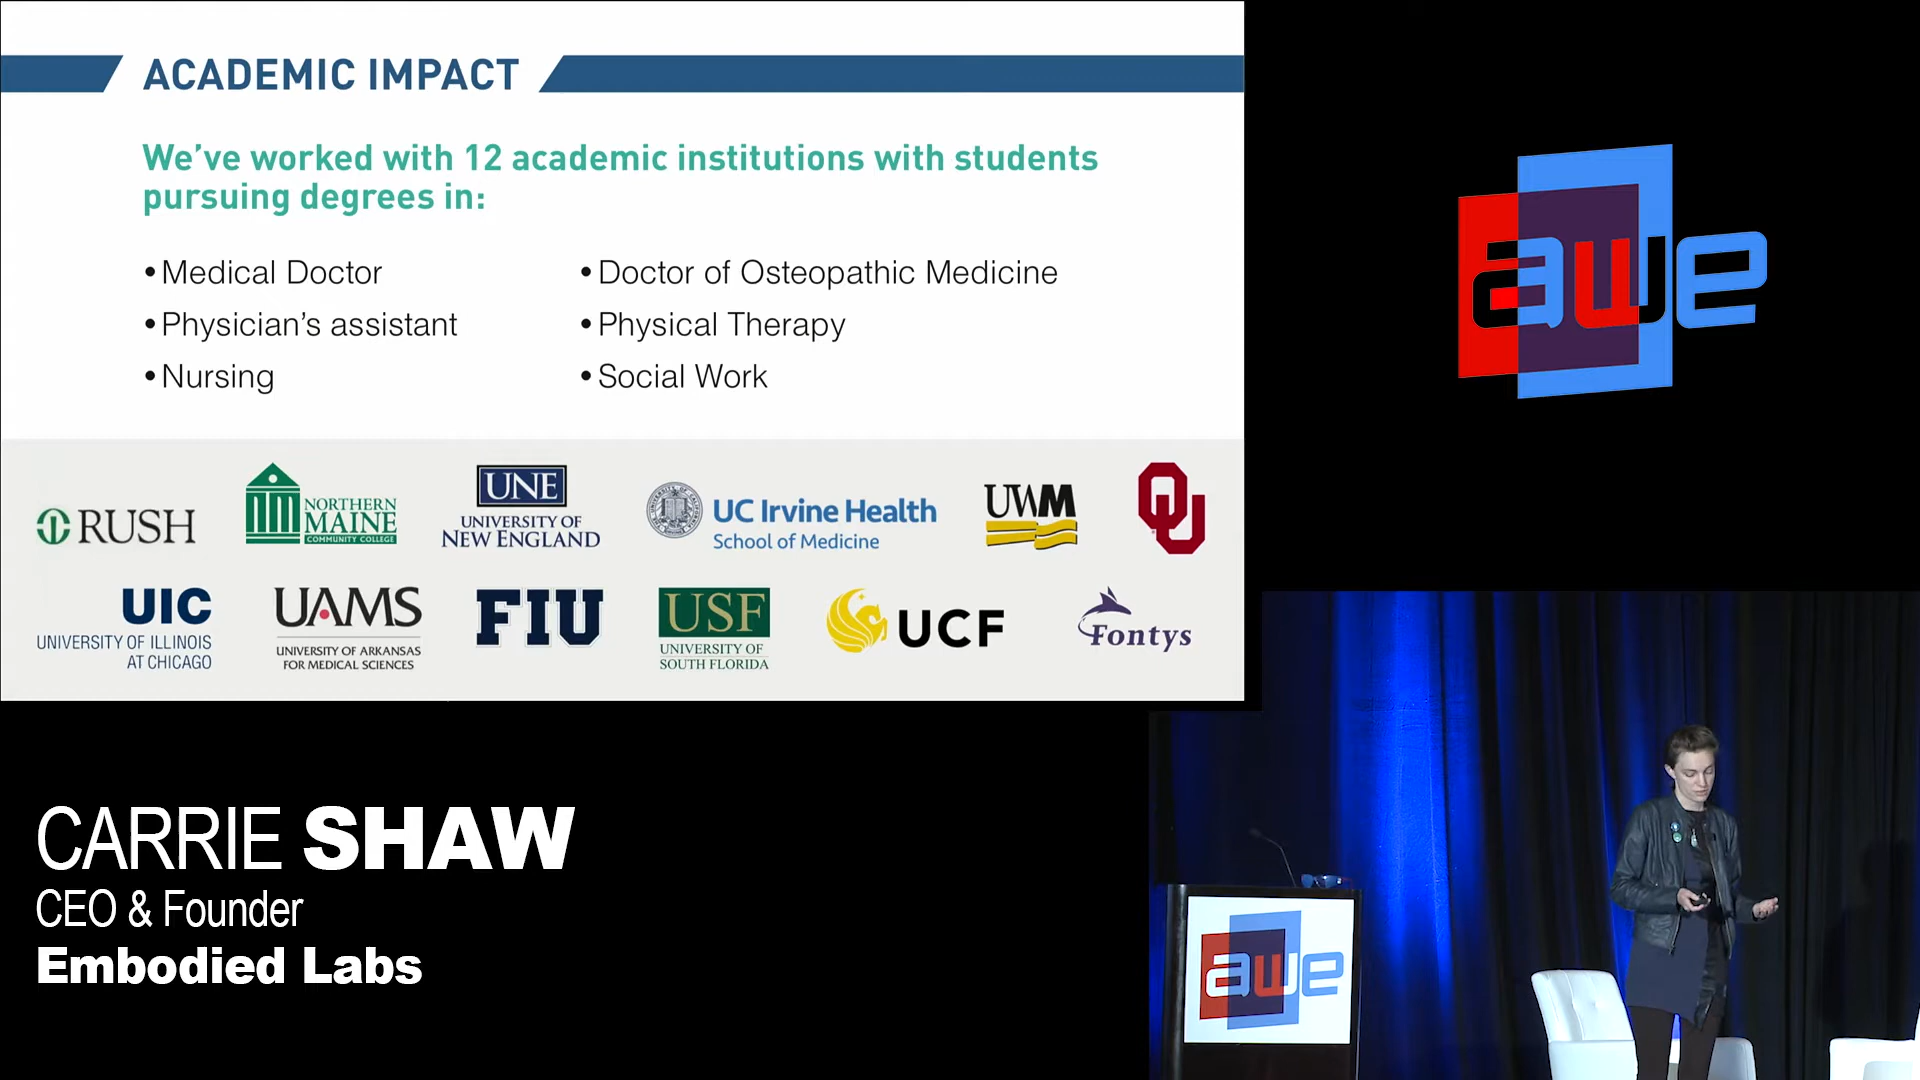 ACADEMIC IMPACT
We've worked with 12 academic institutions with students
pursuing degrees in:
•Medical Doctor
•Physician's assistant
•Nursing
•Doctor of Osteopathic Medicine
•Physical Therapy
•Social Work
RUSH
NORTHERN
MAINE
COMMUNITY COLLEGE
UNE
UNIVERSITY OF
NEW ENGLAND
UC Irvine Health
School of Medicine
UWM
OU
UIC
UNIVERSITY OF ILLINOIS
AT CHICAGO
UAMS
UNIVERSITY OF ARKANSAS
FOR MEDICAL SCIENCES
FIU
USF
UNIVERSITY OF
SOUTH FLORIDA
UCF
Fontys
awe
CARRIE SHAW
CEO & Founder
Embodied Labs
awe